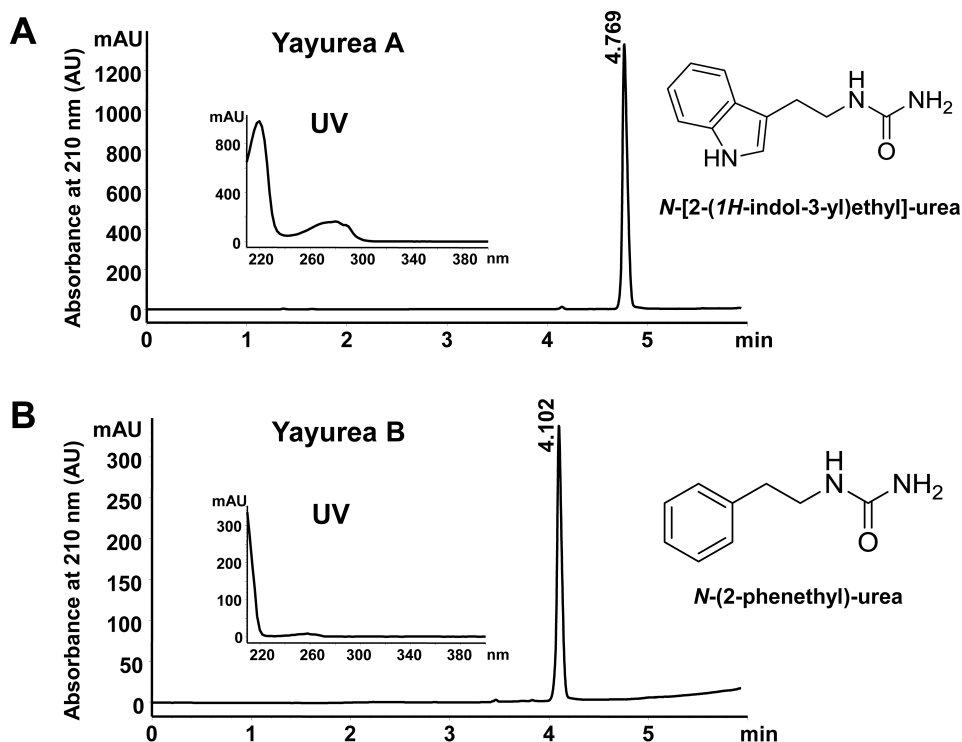 A
mAU
Yayurea A
4.769
Absorbance at 210 nm (AU)
1200
1000
800
600
400
200
0
0 1 2 3 4 5 min
mAU
UV
800
400
0
220 260 300 340 380 nm
H
N
NH2
O
HN
N-[2-(1H-indol-3-yl)ethyl]-urea
B
mAU
Yayurea B
4.102
Absorbance at 210 nm (AU)
300
250
200
150
100
50
0
0 1 2 3 4 5 min
mAU
UV
300
200
100
0
220 260 300 340 380 nm
H
N
NH2
O
N-(2-phenethyl)-urea